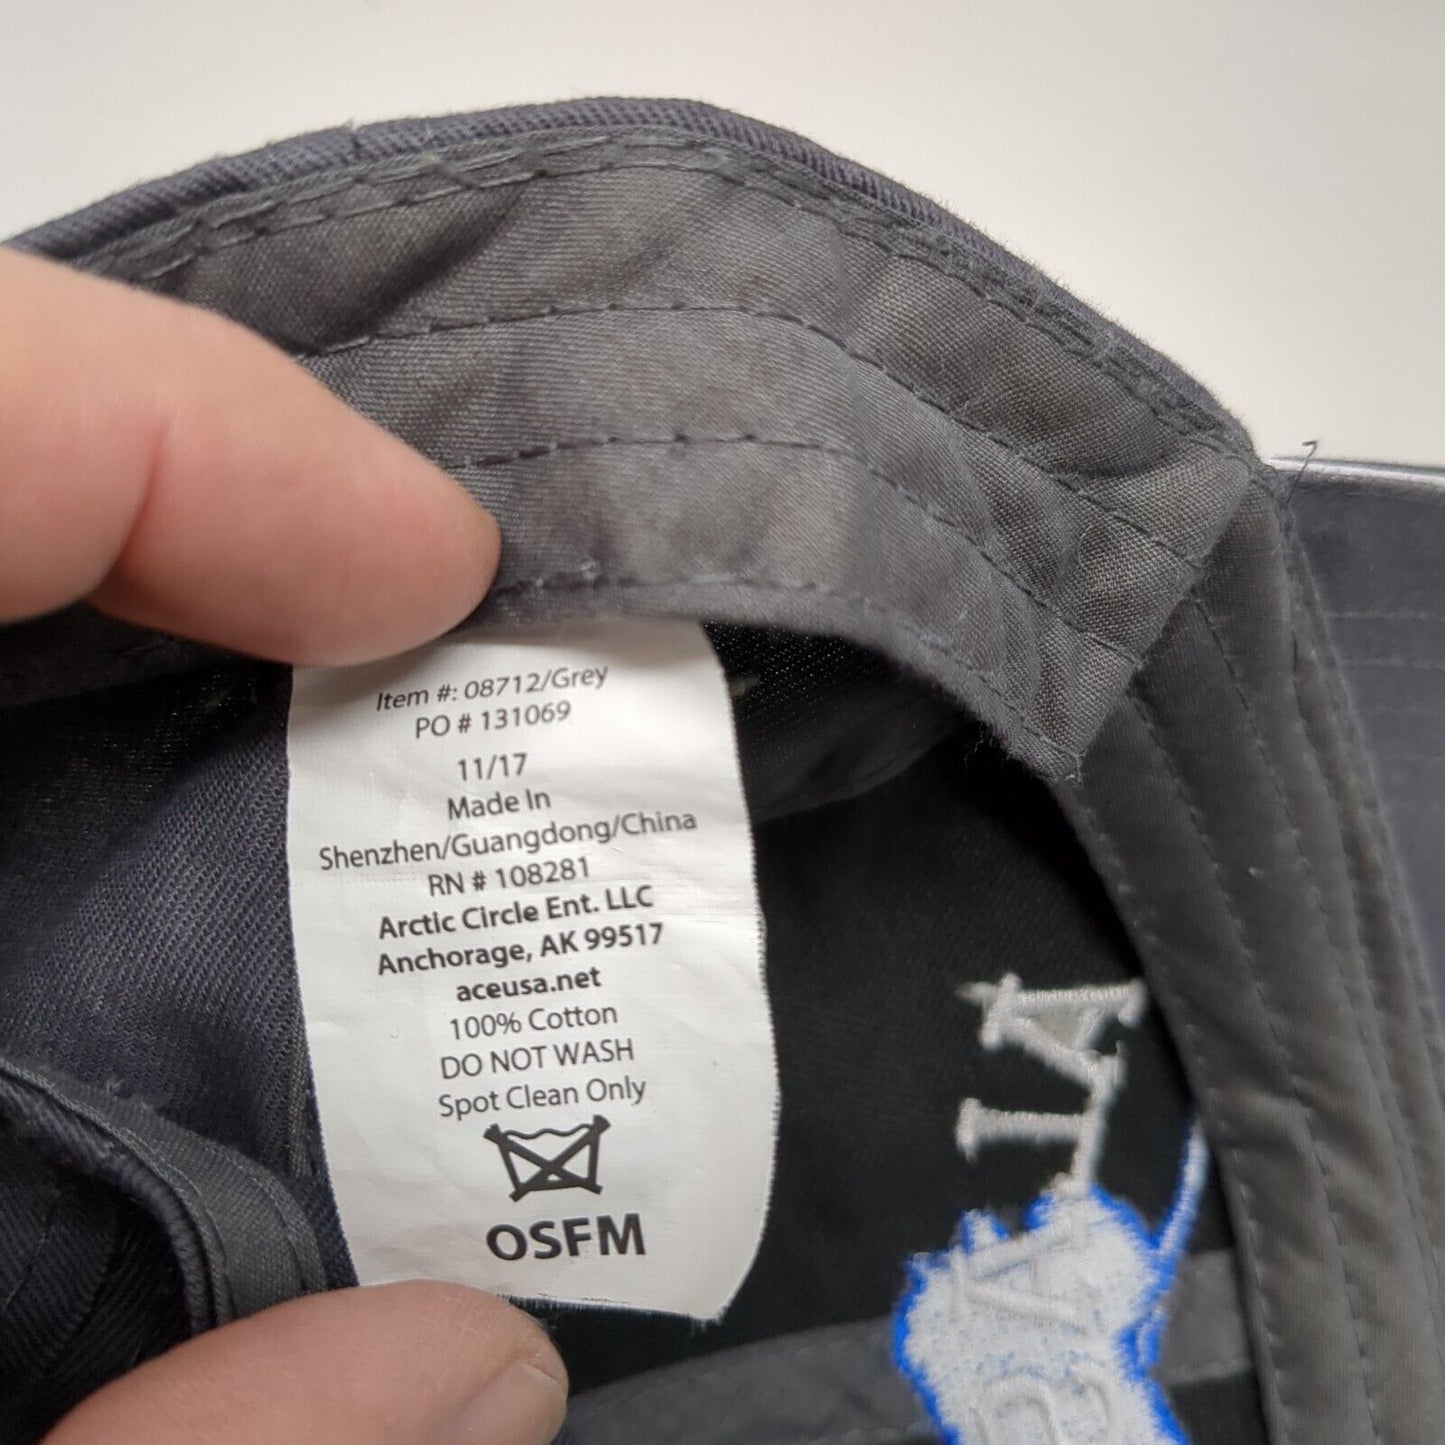 Item #: 08712/Grey
PO # 131069
11/17
Made In
Shenzhen/Guangdong/China
RN # 108281
Arctic Circle Ent. LLC
Anchorage, AK 99517
aceusa.net
100% Cotton
DO NOT WASH
Spot Clean Only
OSFM